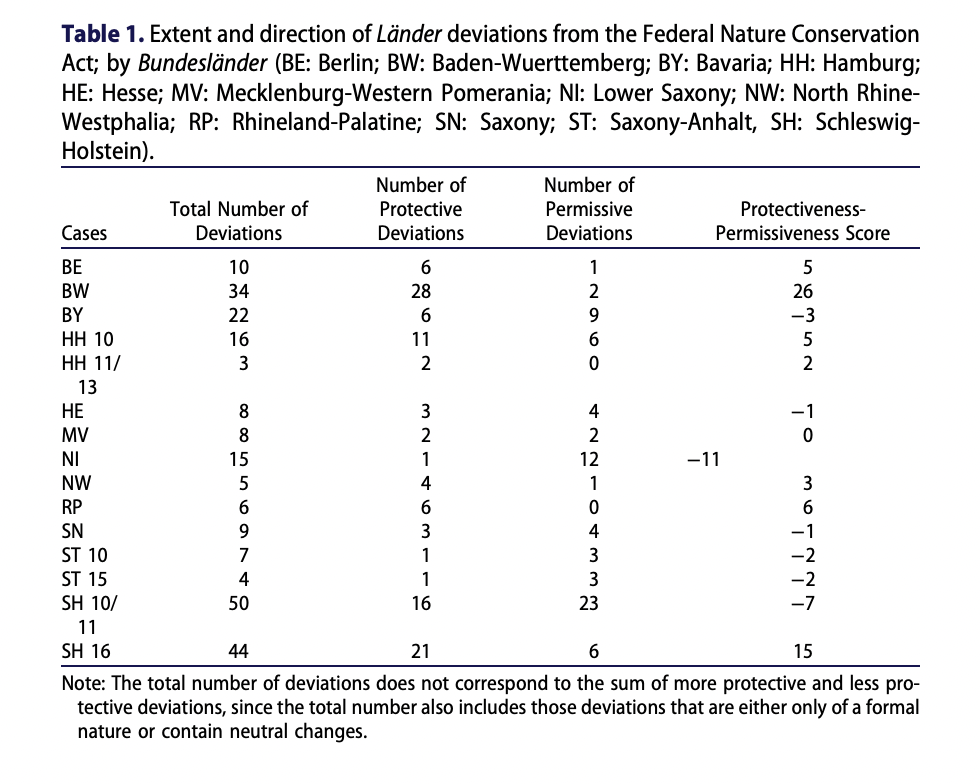 Table 1. Extent and direction of Länder deviations from the Federal Nature Conservation
Act; by Bundesländer (BE: Berlin; BW: Baden-Wuerttemberg; BY: Bavaria; HH: Hamburg;
HE: Hesse; MV: Mecklenburg-Western Pomerania; NI: Lower Saxony; NW: North Rhine-
Westphalia; RP: Rhineland-Palatine; SN: Saxony; ST: Saxony-Anhalt, SH: Schleswig-
Holstein).
Cases Total Number of Deviations Number of Protective Deviations Number of Permissive Deviations Protectiveness-Permissiveness Score
BE 10 6 1 5
BW 34 28 2 26
BY 22 6 9 −3
HH 10 16 11 6 5
HH 11/ 3 2 0 2
13
HE 8 3 4 −1
MV 8 2 2 0
NI 15 1 12 −11
NW 5 4 1 3
RP 6 6 0 6
SN 9 3 4 −1
ST 10 7 1 3 −2
ST 15 4 1 3 −2
SH 10/ 50 16 23 −7
11
SH 16 44 21 6 15
Note: The total number of deviations does not correspond to the sum of more protective and less pro-
tective deviations, since the total number also includes those deviations that are either only of a formal
nature or contain neutral changes.